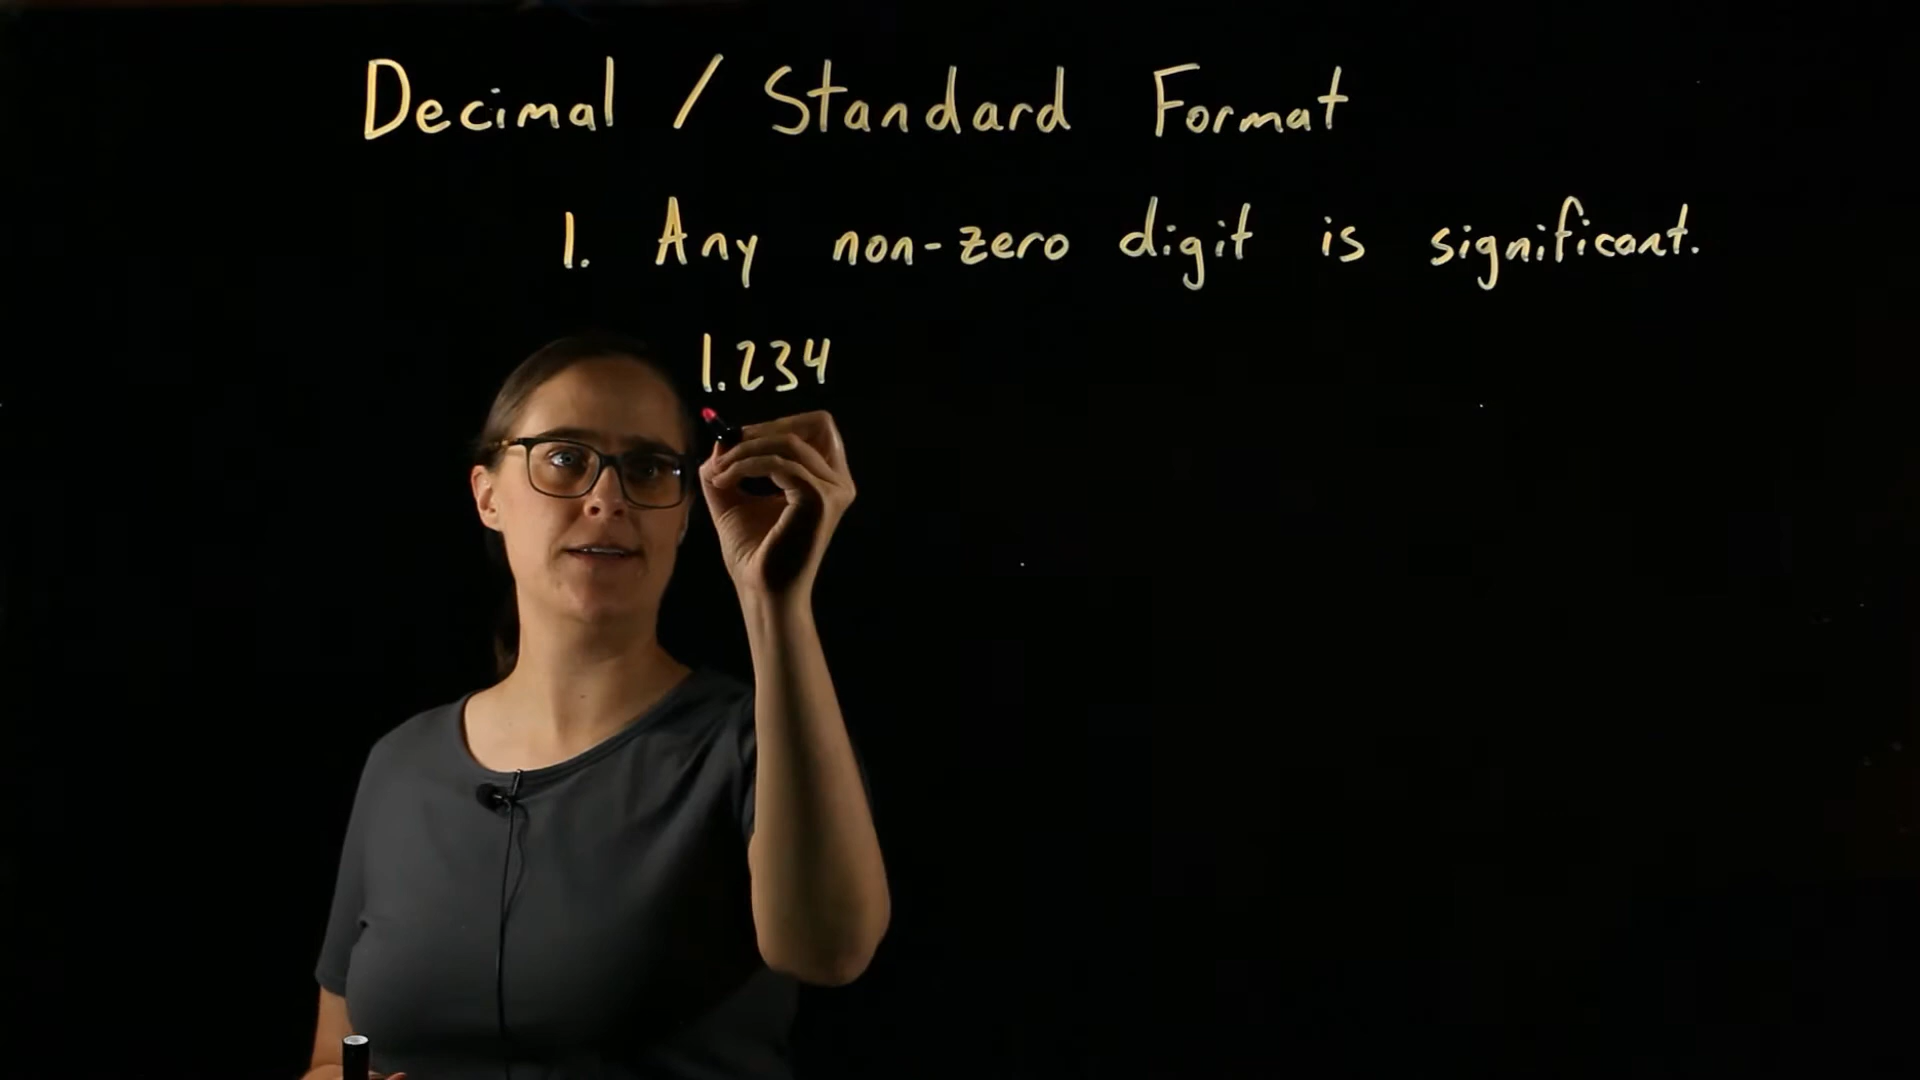 Decimal / Standard Format
1. Any non-zero digit is significant.
1.234